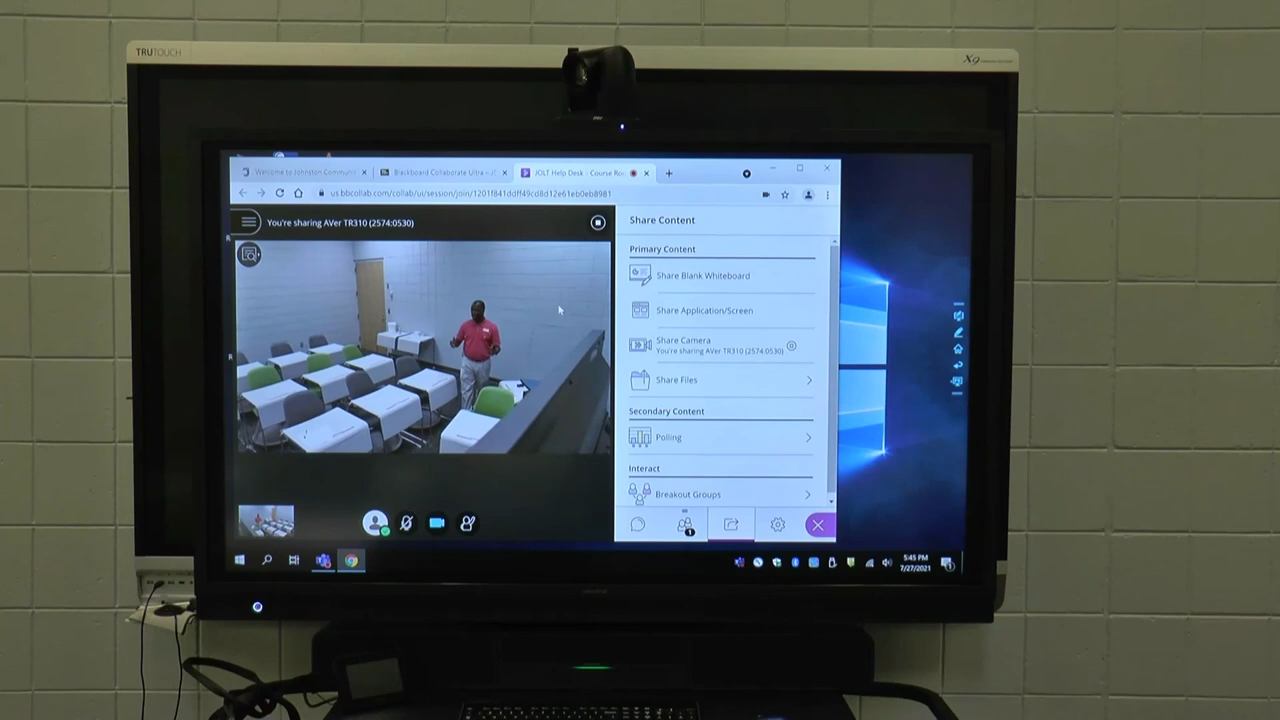 TRUTOUCH
X9
Welcome to Johnston Communi
Blackboard Collaborate Ultra – JC
JOLT Help Desk - Course Ro
us.bbcollab.com/collab/ui/session/join/1201f841ddff49cd8d12e61eb0eb8981
You're sharing AVer TR310 (2574:0530)
Share Content
Primary Content
Share Blank Whiteboard
Share Application/Screen
Share Camera
You're sharing AVer TR310 (2574:0530)
Share Files
Secondary Content
Polling
Interact
Breakout Groups
1
5:45 PM
7/27/2021